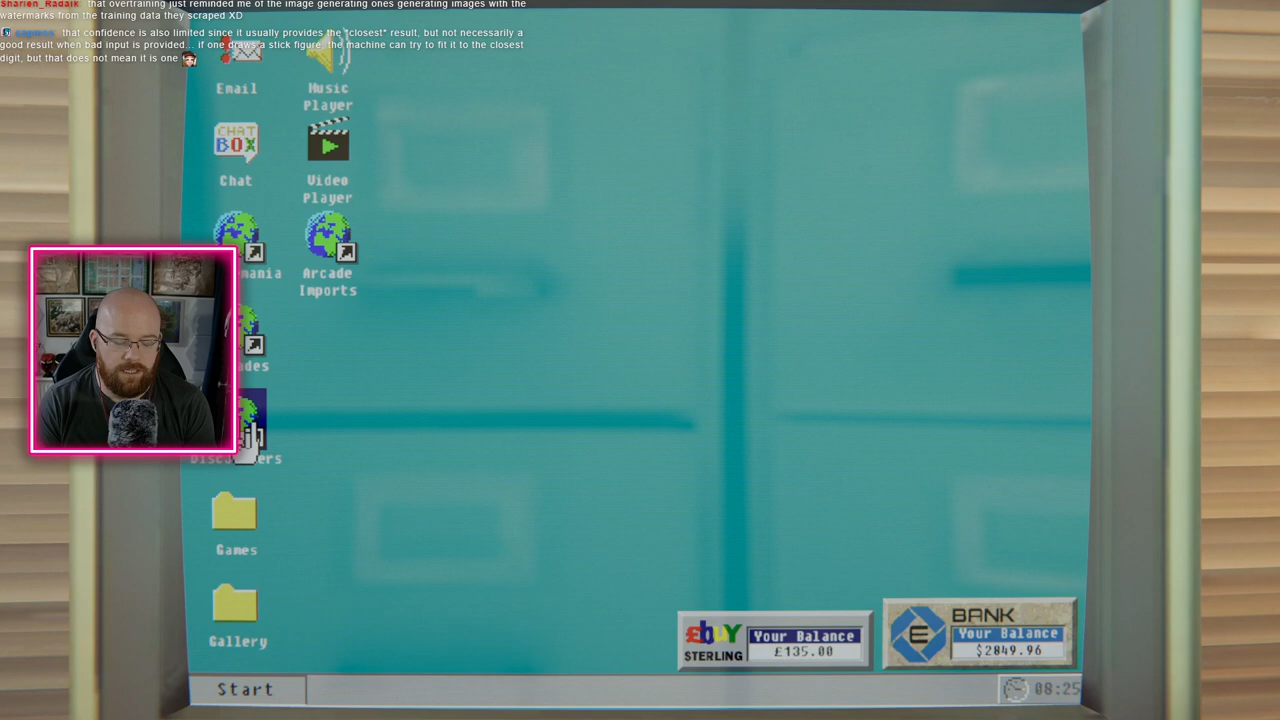 Sharien_Radaik that overtraining just reminded me of the image generating ones generating images with the
watermarks from the training data they scraped XD
that confidence is also limited since it usually provides the *closest* result, but not necessarily a
good result when bad input is provided... if one draws a stick figure, the machine can try to fit it to the closest
digit, but that does not mean it is one
Email
Music
Player
CHAT
BOX
Chat
Video
Player
mania
Arcade
Imports
ades
Games
Gallery
ebuy
STERLING
Your Balance
£135.00
E
BANK
Your Balance
$2849.96
Start
08:25